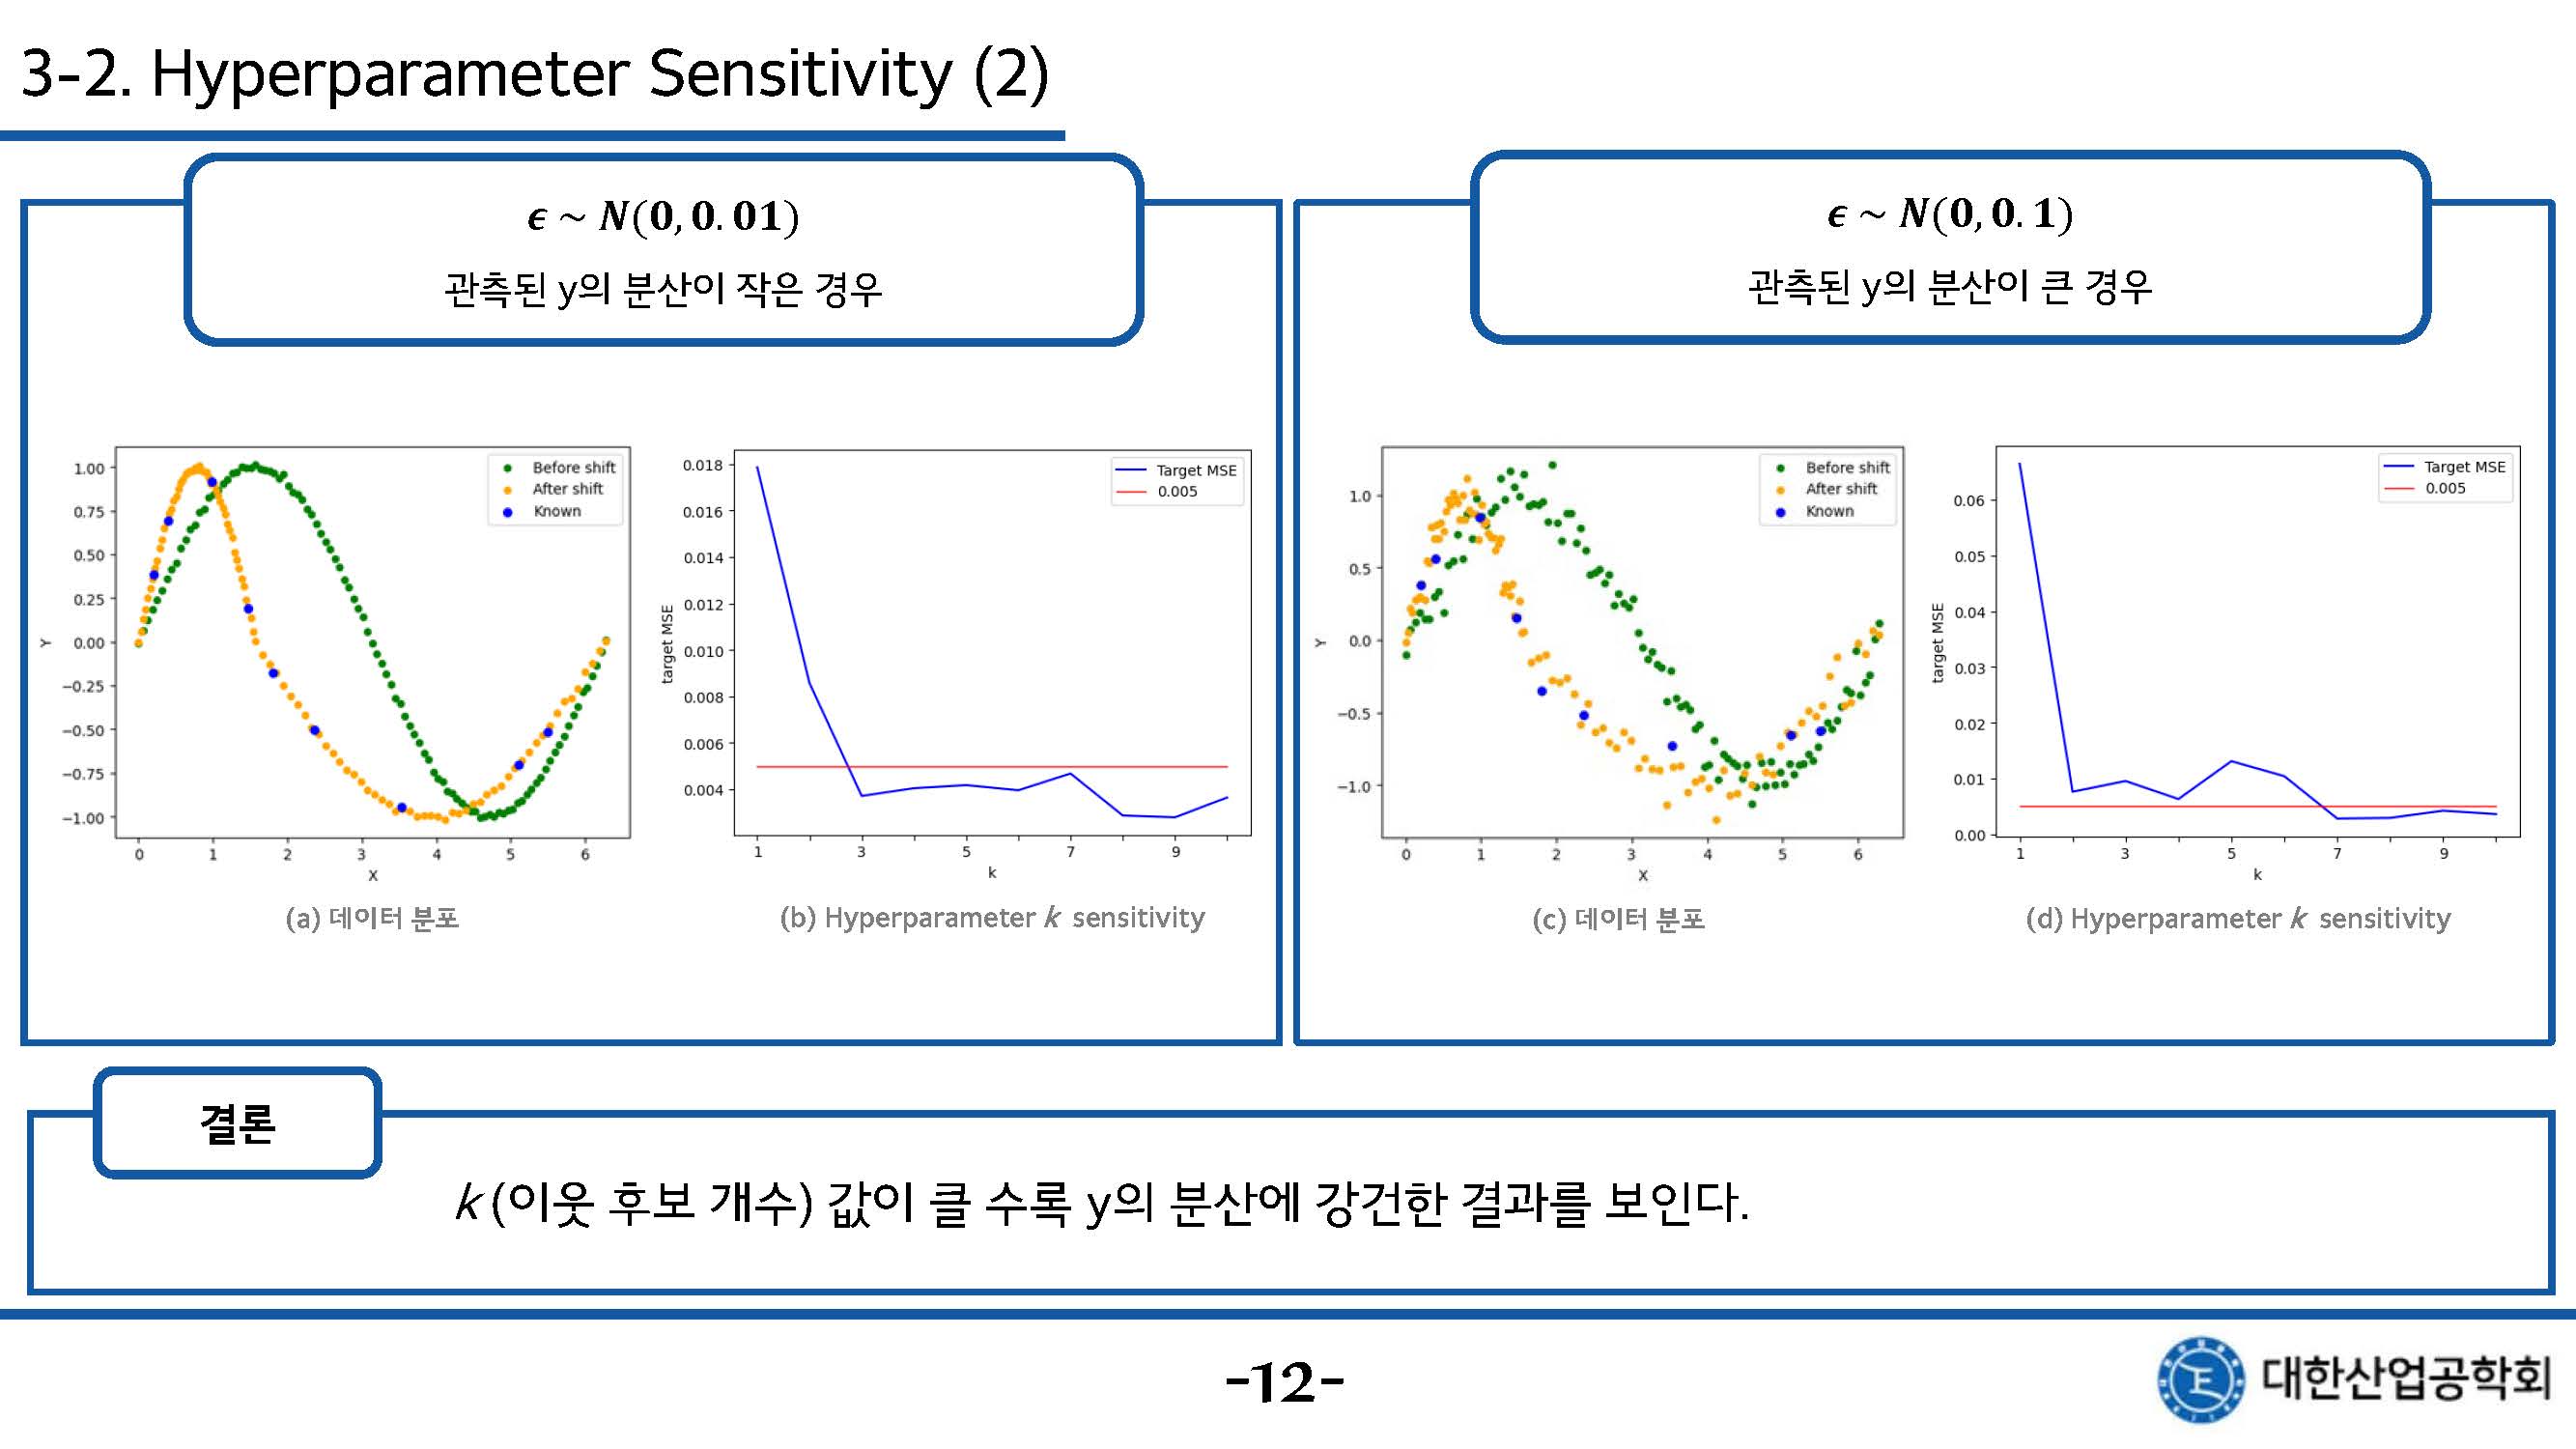 3-2. Hyperparameter Sensitivity (2)
ϵ ~ N(0, 0.01)
관측된 y의 분산이 작은 경우
1.00
0.75
0.50
0.25
0.00
−0.25
−0.50
−0.75
−1.00
Y
0 1 2 3 4 5 6
X
Before shift
After shift
Known
(a) 데이터 분포
0.018
0.016
0.014
0.012
0.010
0.008
0.006
0.004
target MSE
1 3 5 7 9
k
Target MSE
0.005
(b) Hyperparameter k sensitivity
ϵ ~ N(0, 0.1)
관측된 y의 분산이 큰 경우
1.0
0.5
0.0
−0.5
−1.0
Y
0 1 2 3 4 5 6
X
Before shift
After shift
Known
(c) 데이터 분포
0.06
0.05
0.04
0.03
0.02
0.01
0.00
target MSE
1 3 5 7 9
k
Target MSE
0.005
(d) Hyperparameter k sensitivity
결론
k (이웃 후보 개수) 값이 클 수록 y의 분산에 강건한 결과를 보인다.
-12-
대한산업공학회